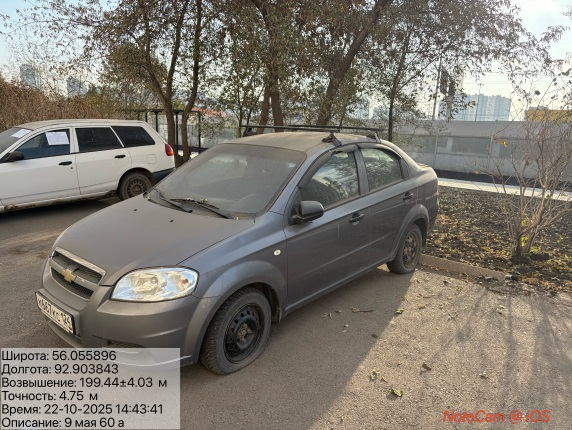 Широта: 56.055896
Долгота: 92.903843
Возвышение: 199.44±4.03 м
Точность: 4.75 м
Время: 22-10-2025 14:43:41
Описание: 9 мая 60 а
NoteCam @ iOS